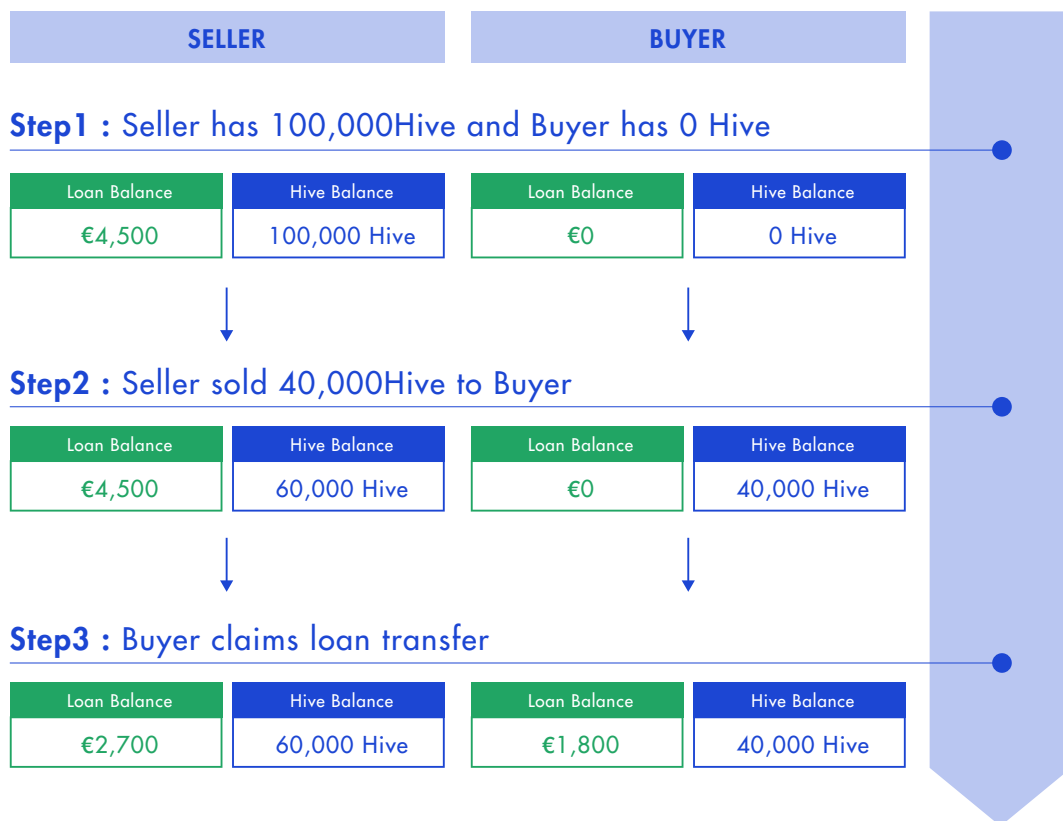 SELLER
BUYER
Step1 : Seller has 100,000Hive and Buyer has 0 Hive
Loan Balance
Hive Balance
Loan Balance
Hive Balance
€4,500
100,000 Hive
€0
0 Hive
Step2 : Seller sold 40,000Hive to Buyer
Loan Balance
Hive Balance
Loan Balance
Hive Balance
€4,500
60,000 Hive
€0
40,000 Hive
Step3 : Buyer claims loan transfer
Loan Balance
Hive Balance
Loan Balance
Hive Balance
€2,700
60,000 Hive
€1,800
40,000 Hive